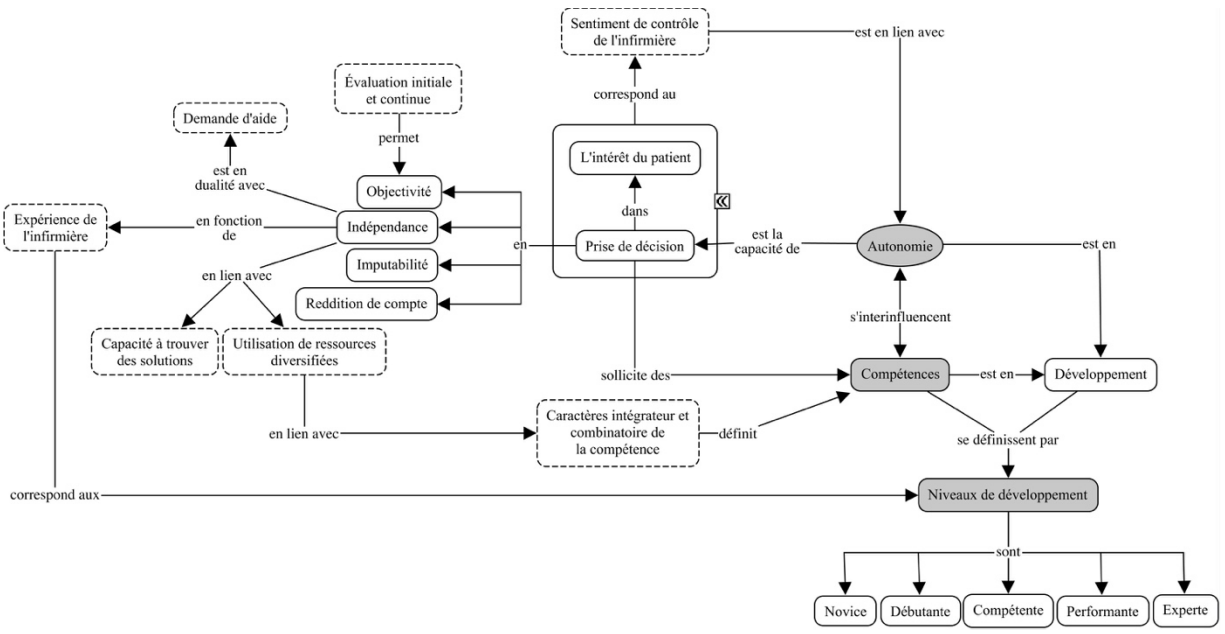 Sentiment de contrôle
de l'infirmière
est en lien avec
Évaluation initiale
et continue
correspond au
Demande d'aide
permet
L'intérêt du patient
est en
dualité avec
Objectivité
dans
Expérience de
l'infirmière
en fonction
de
Indépendance
en
Prise de décision
est la
capacité de
Autonomie
est en
en lien avec
Imputabilité
Reddition de compte
s'interinfluencent
Capacité à trouver
des solutions
Utilisation de ressources
diversifiées
sollicite des
Compétences
est en
Développement
en lien avec
Caractères intégrateur et
combinatoire de
la compétence
définit
se définissent par
correspond aux
Niveaux de développement
sont
Novice
Débutante
Compétente
Performante
Experte